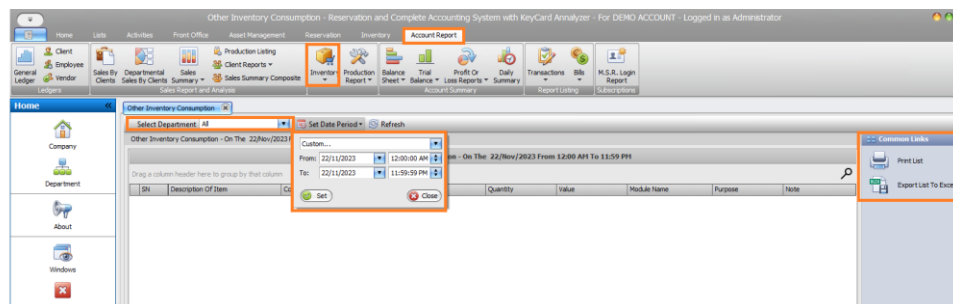 Other Inventory Consumption - Reservation and Complete Accounting System with KeyCard Annalyzer - For DEMO ACCOUNT - Logged in as Administrator
Home Lists Activities Front Office Asset Management Reservation Inventory Account Report
General Ledger
Client
Employee
Vendor
Ledgers
Sales By Clients
Departmental Sales By Clients
Sales Summary
Production Listing
Client Reports
Sales Summary Composite
Sales Report and Analysis
Inventory
Production Report
Balance Sheet
Trial Balance
Profit Or Loss Reports
Daily Summary
Account Summary
Transactions
Bills
Report Listing
M.S.R. Login Report
Subscriptions
Home
Company
Department
About
Windows
Other Inventory Consumption
Select Department All Set Date Period Refresh
Other Inventory Consumption - On The 22/Nov/2023 F
Custom...
From: 22/11/2023 12:00:00 AM
To: 22/11/2023 11:59:59 PM
Set Close
on - On The 22/Nov/2023 From 12:00 AM To 11:59 PM
Drag a column header here to group by that column
SN Description Of Item Co Quantity Value Module Name Purpose Note
Common Links
Print List
Export List To Exce